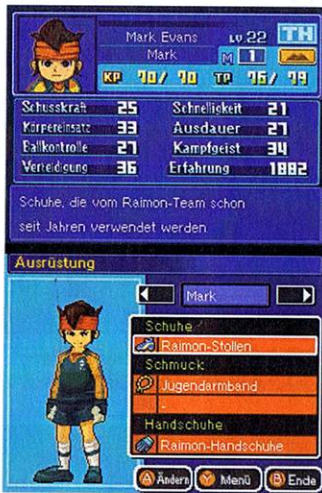 Mark Evans LV.22 TH
Mark M 1
KP 70/ 70 TP 76/ 79
Schusskraft 25 Schnelligkeit 21
Körpereinsatz 33 Ausdauer 27
Ballkontrolle 27 Kampfgeist 34
Verteidigung 36 Erfahrung 1882
Schuhe, die vom Raimon-Team schon
seit Jahren verwendet werden
Ausrüstung
Mark
Schuhe
Raimon-Stollen
Schmuck
Jugendarmband
-
Handschuhe
Raimon-Handschuhe
A Ändern Y Menü B Ende